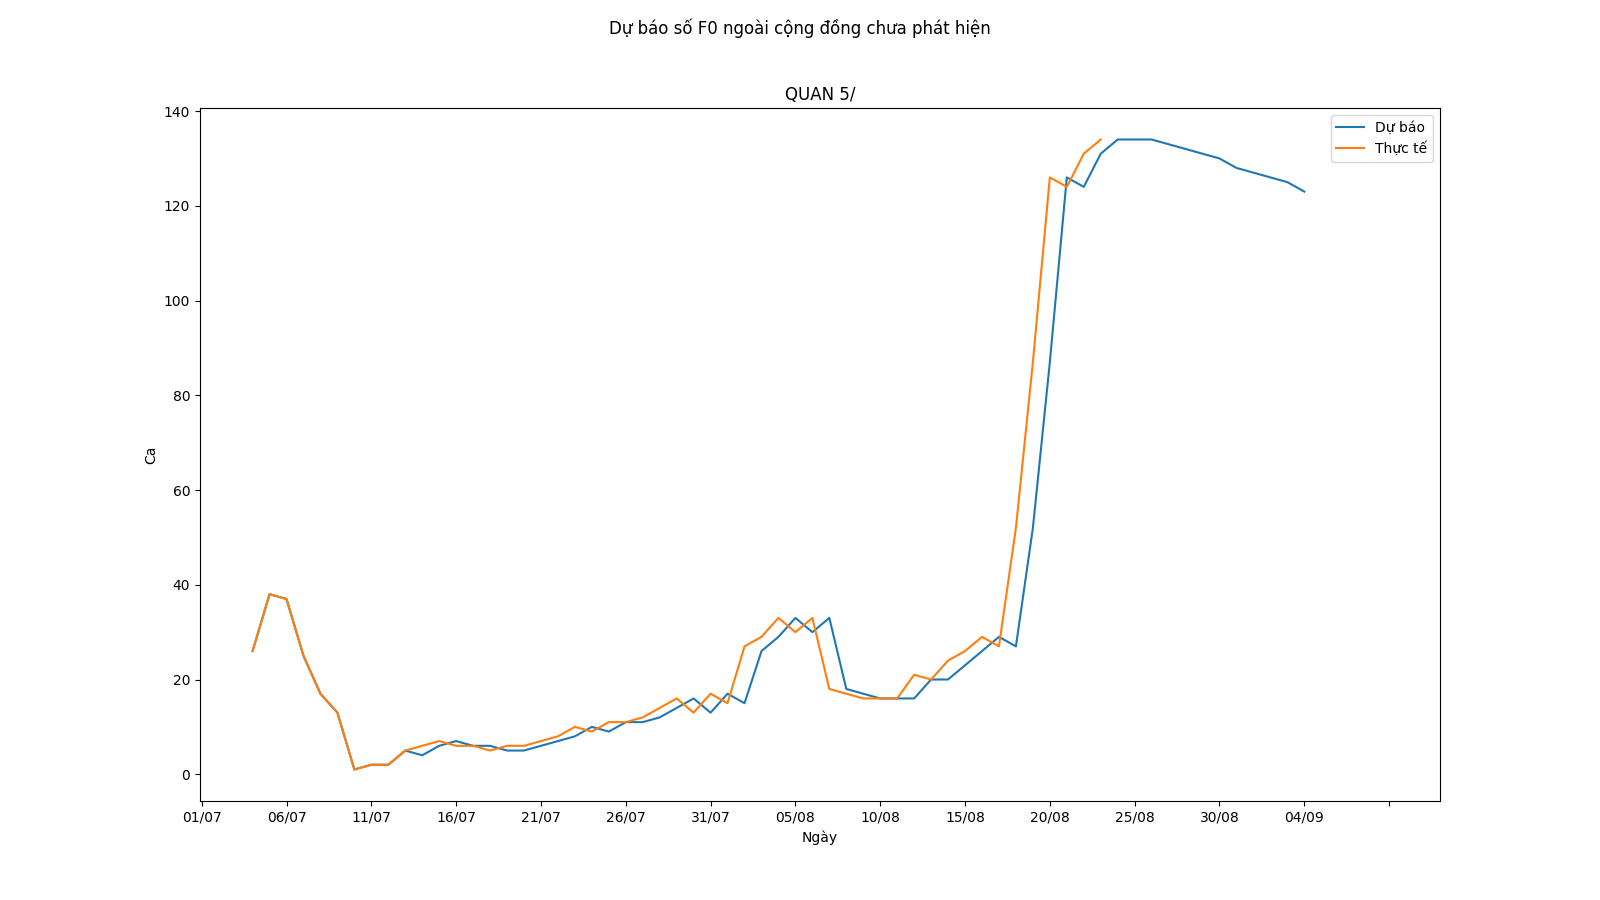 Dự báo số F0 ngoài cộng đồng chưa phát hiện
QUAN 5/
Dự báo
Thực tế
Ca
140
120
100
80
60
40
20
0
01/07 06/07 11/07 16/07 21/07 26/07 31/07 05/08 10/08 15/08 20/08 25/08 30/08 04/09
Ngày